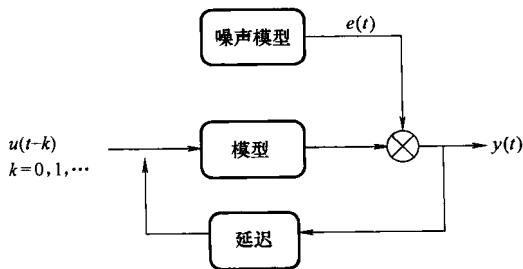 噪声模型
e(t)
u(t-k)
k=0,1,…
模型
y(t)
延迟